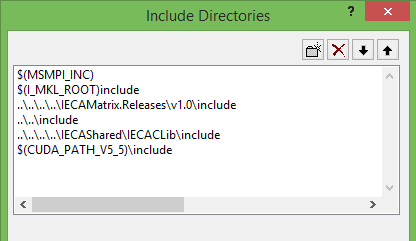 Include Directories
?
$(MSMPI_INC)
$(I_MKL_ROOT)include
..\..\..\..\IECAMatrix.Releases\v1.0\include
..\..\include
..\..\..\..\IECAShared\IECACLib\include
$(CUDA_PATH_V5_5)\include